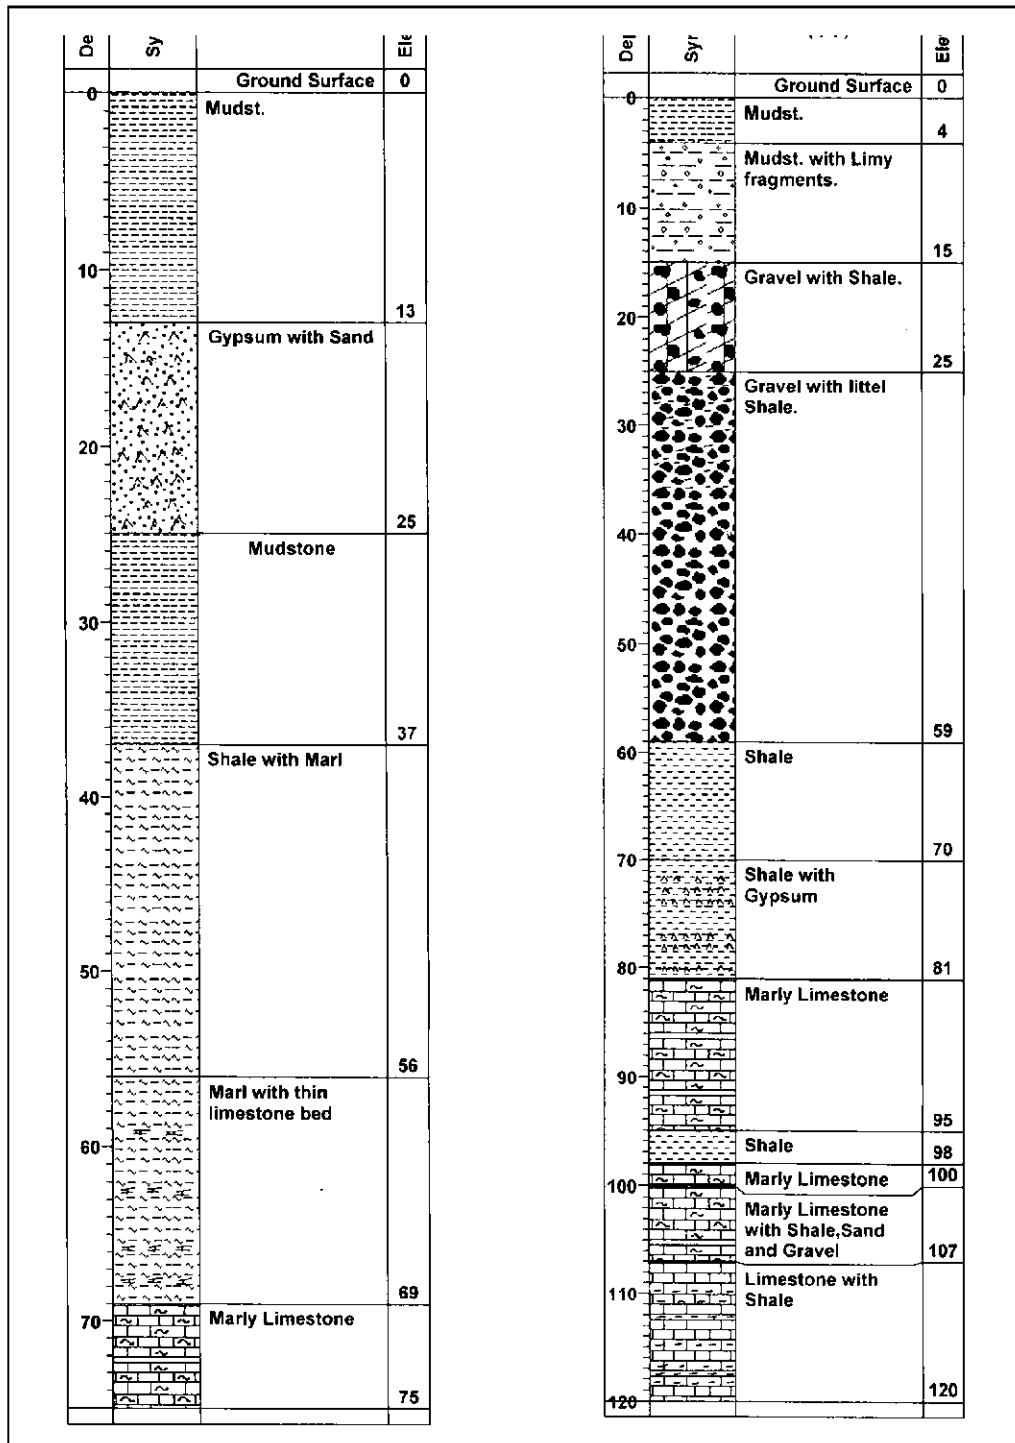 De
Sy
Ele
Ground Surface 0
0
Mudst.
10
13
Gypsum with Sand
20
25
Mudstone
30
37
Shale with Marl
40
50
56
Marl with thin
limestone bed
60
69
70
Marly Limestone
75
Del
Syr
Ele
Ground Surface 0
0
Mudst.
4
Mudst. with Limy
fragments.
10
15
Gravel with Shale.
20
25
Gravel with littel
Shale.
30
40
50
59
60
Shale
70
70
Shale with
Gypsum
80
81
Marly Limestone
90
95
Shale
98
Marly Limestone
100
100
Marly Limestone
with Shale,Sand
and Gravel
107
Limestone with
Shale
110
120
120